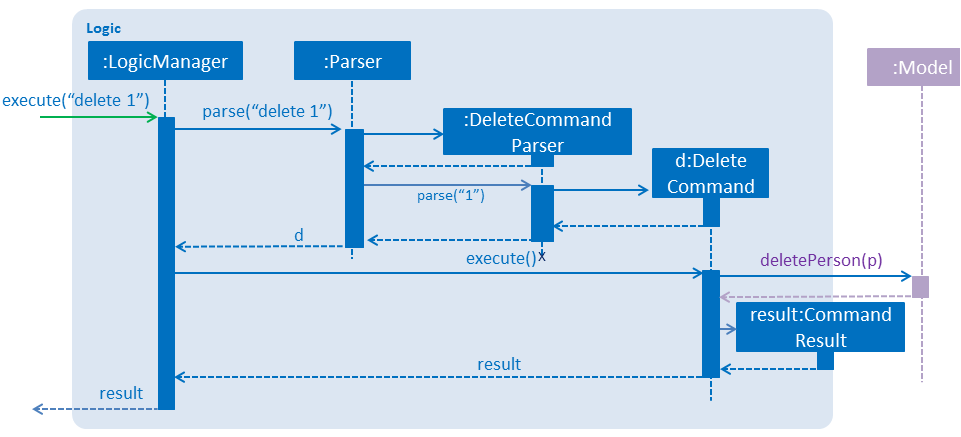 Logic
:LogicManager
:Parser
:Model
execute(“delete 1”)
parse(“delete 1”)
:DeleteCommand
Parser
d:Delete
Command
parse(“1”)
d
execute()
X
deletePerson(p)
result:Command
Result
result
result